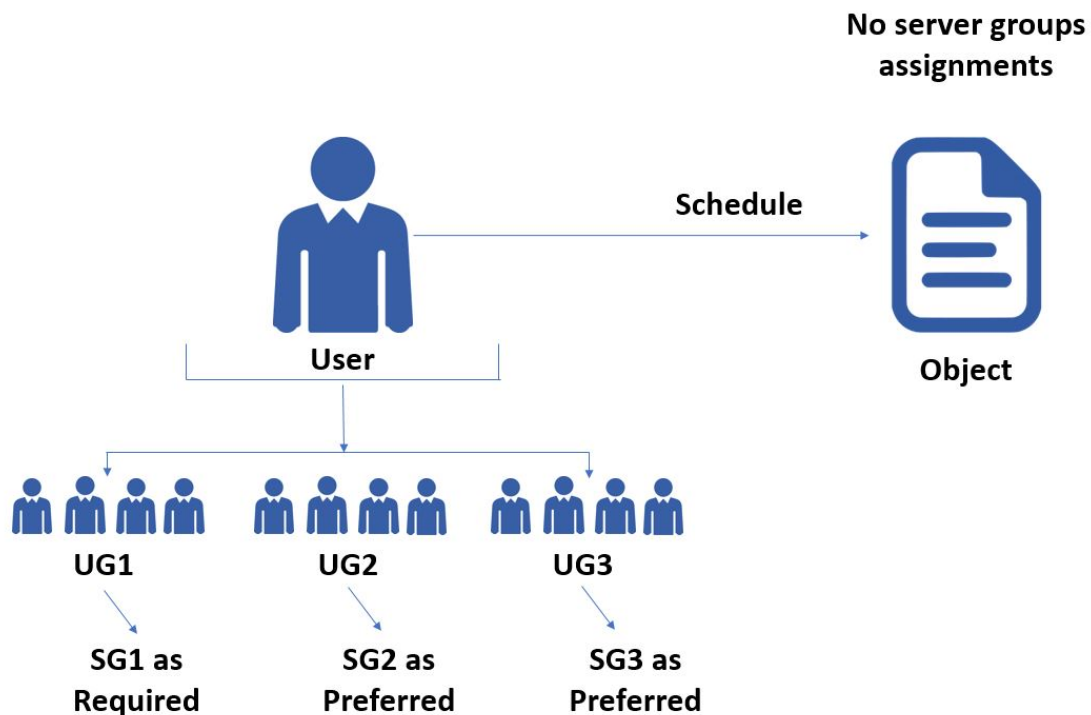 No server groups
assignments
Schedule
User
Object
UG1
UG2
UG3
SG1 as
Required
SG2 as
Preferred
SG3 as
Preferred